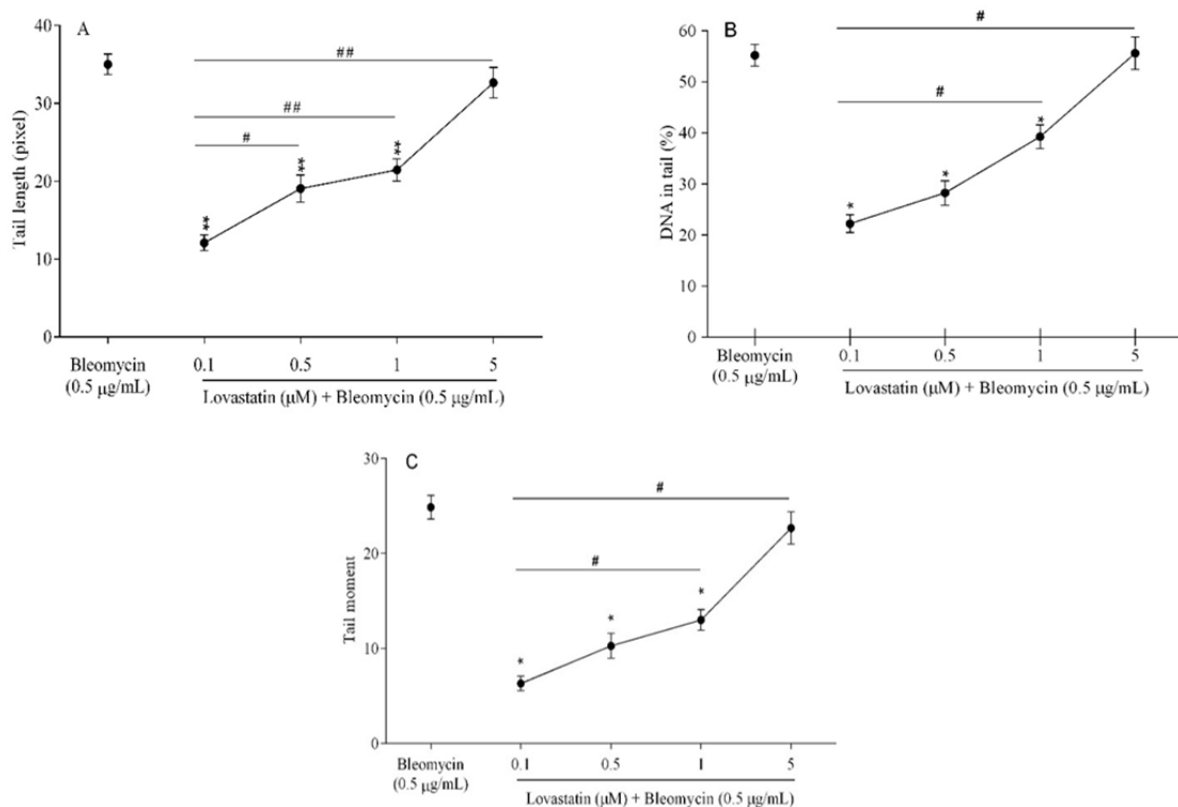 A
Tail length (pixel)
40
30
20
10
0
##
##
#
**
**
**
Bleomycin
(0.5 µg/mL)
0.1 0.5 1 5
Lovastatin (µM) + Bleomycin (0.5 µg/mL)
B
DNA in tail (%)
60
50
40
30
20
10
0
#
#
*
*
*
Bleomycin
(0.5 µg/mL)
0.1 0.5 1 5
Lovastatin (µM) + Bleomycin (0.5 µg/mL)
C
Tail moment
30
20
10
0
#
#
*
*
*
Bleomycin
(0.5 µg/mL)
0.1 0.5 1 5
Lovastatin (µM) + Bleomycin (0.5 µg/mL)